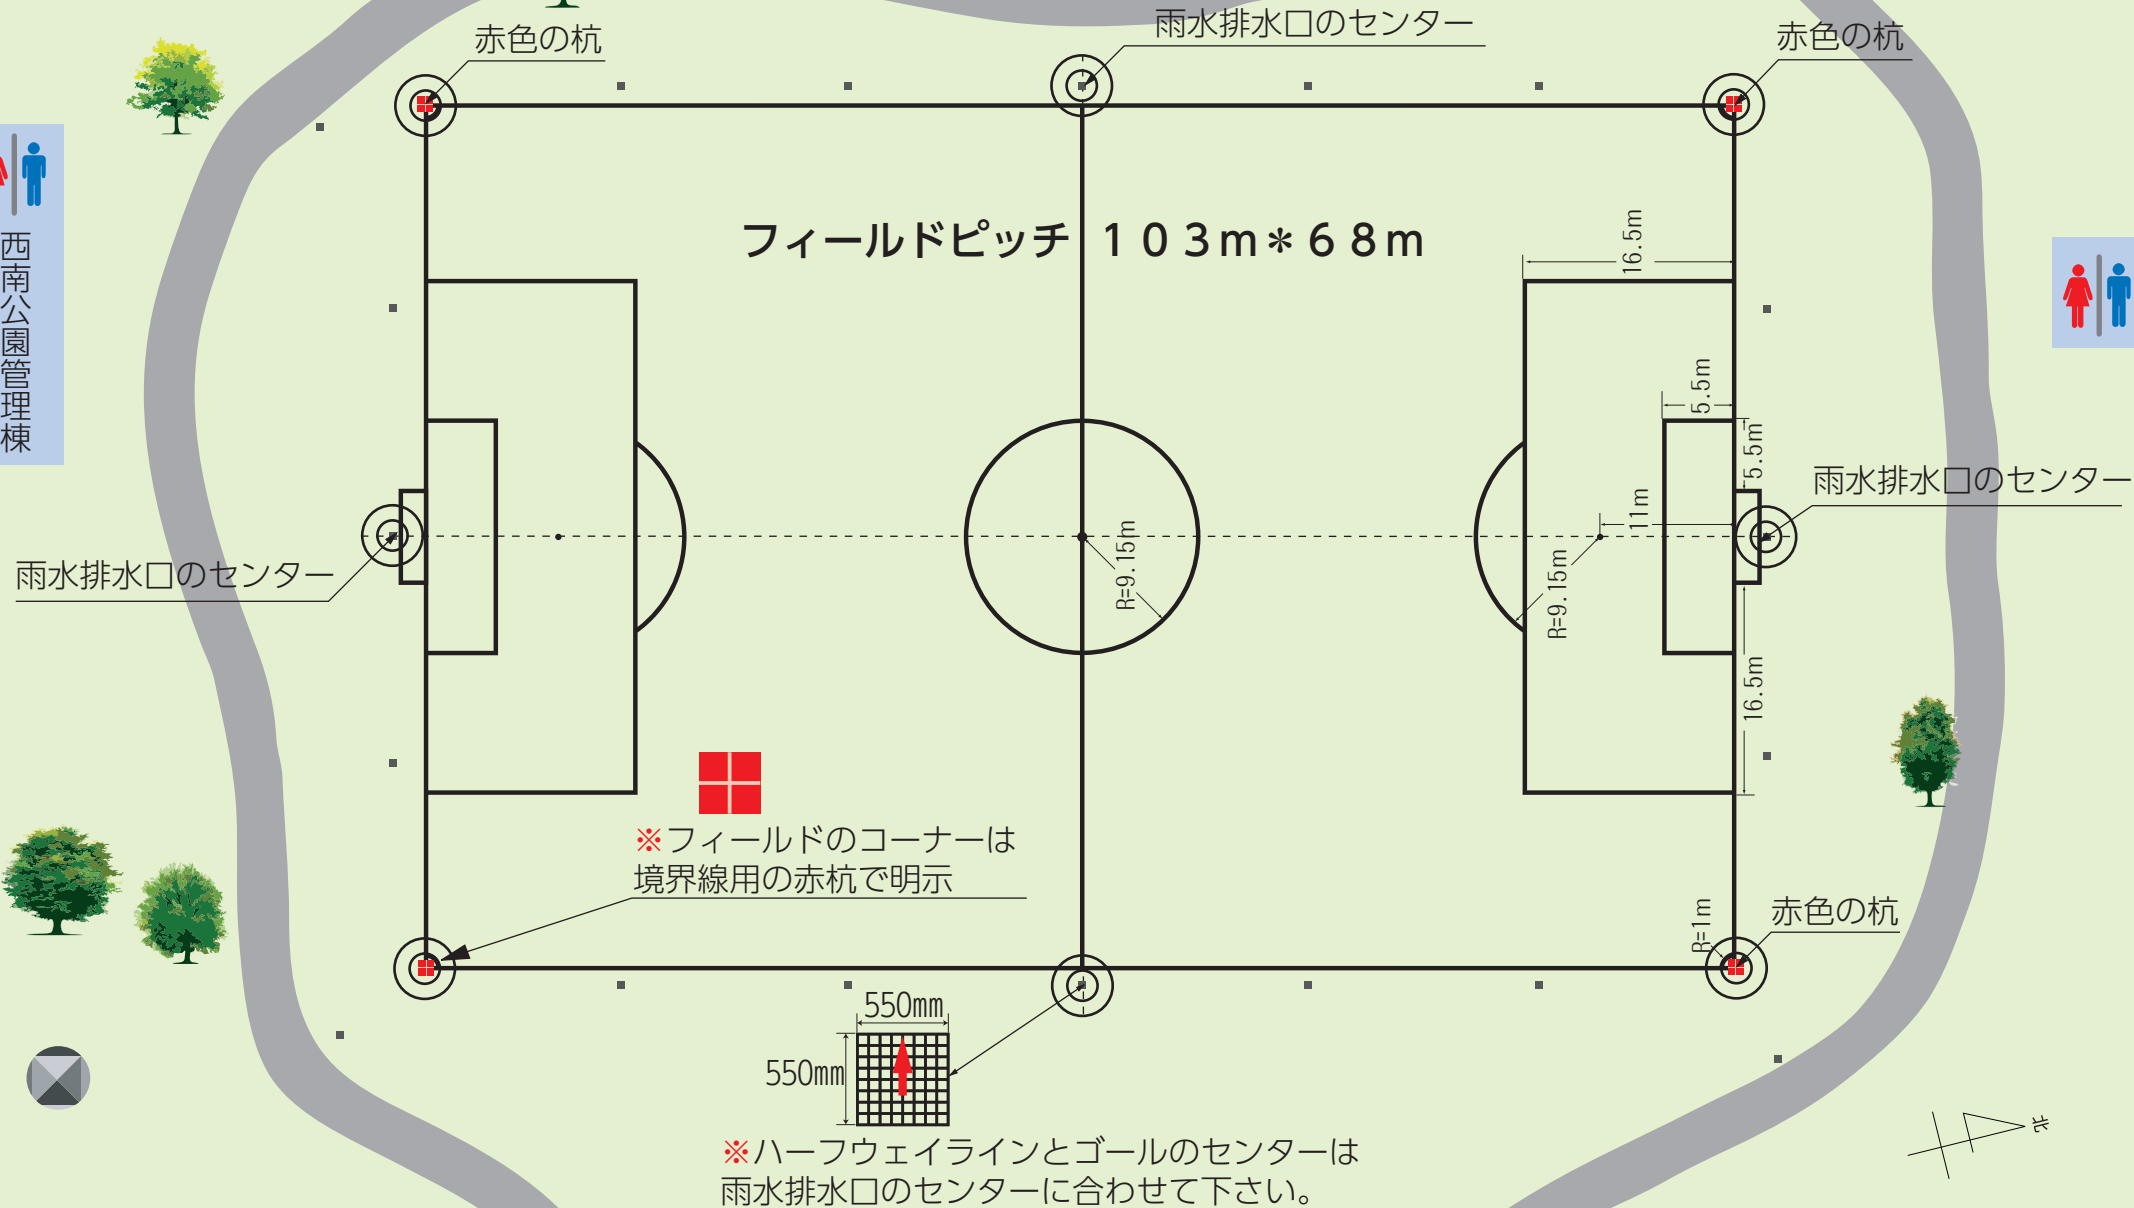 赤色の杭
雨水排水口のセンター
赤色の杭
西南公園管理棟
フィールドピッチ １０３ｍ＊６８ｍ
16.5m
5.5m
5.5m
雨水排水口のセンター
11m
R=9.15m
R=9.15m
雨水排水口のセンター
16.5m
※フィールドのコーナーは
境界線用の赤杭で明示
R=1m
赤色の杭
550mm
550mm
※ハーフウェイラインとゴールのセンターは
雨水排水口のセンターに合わせて下さい。
北